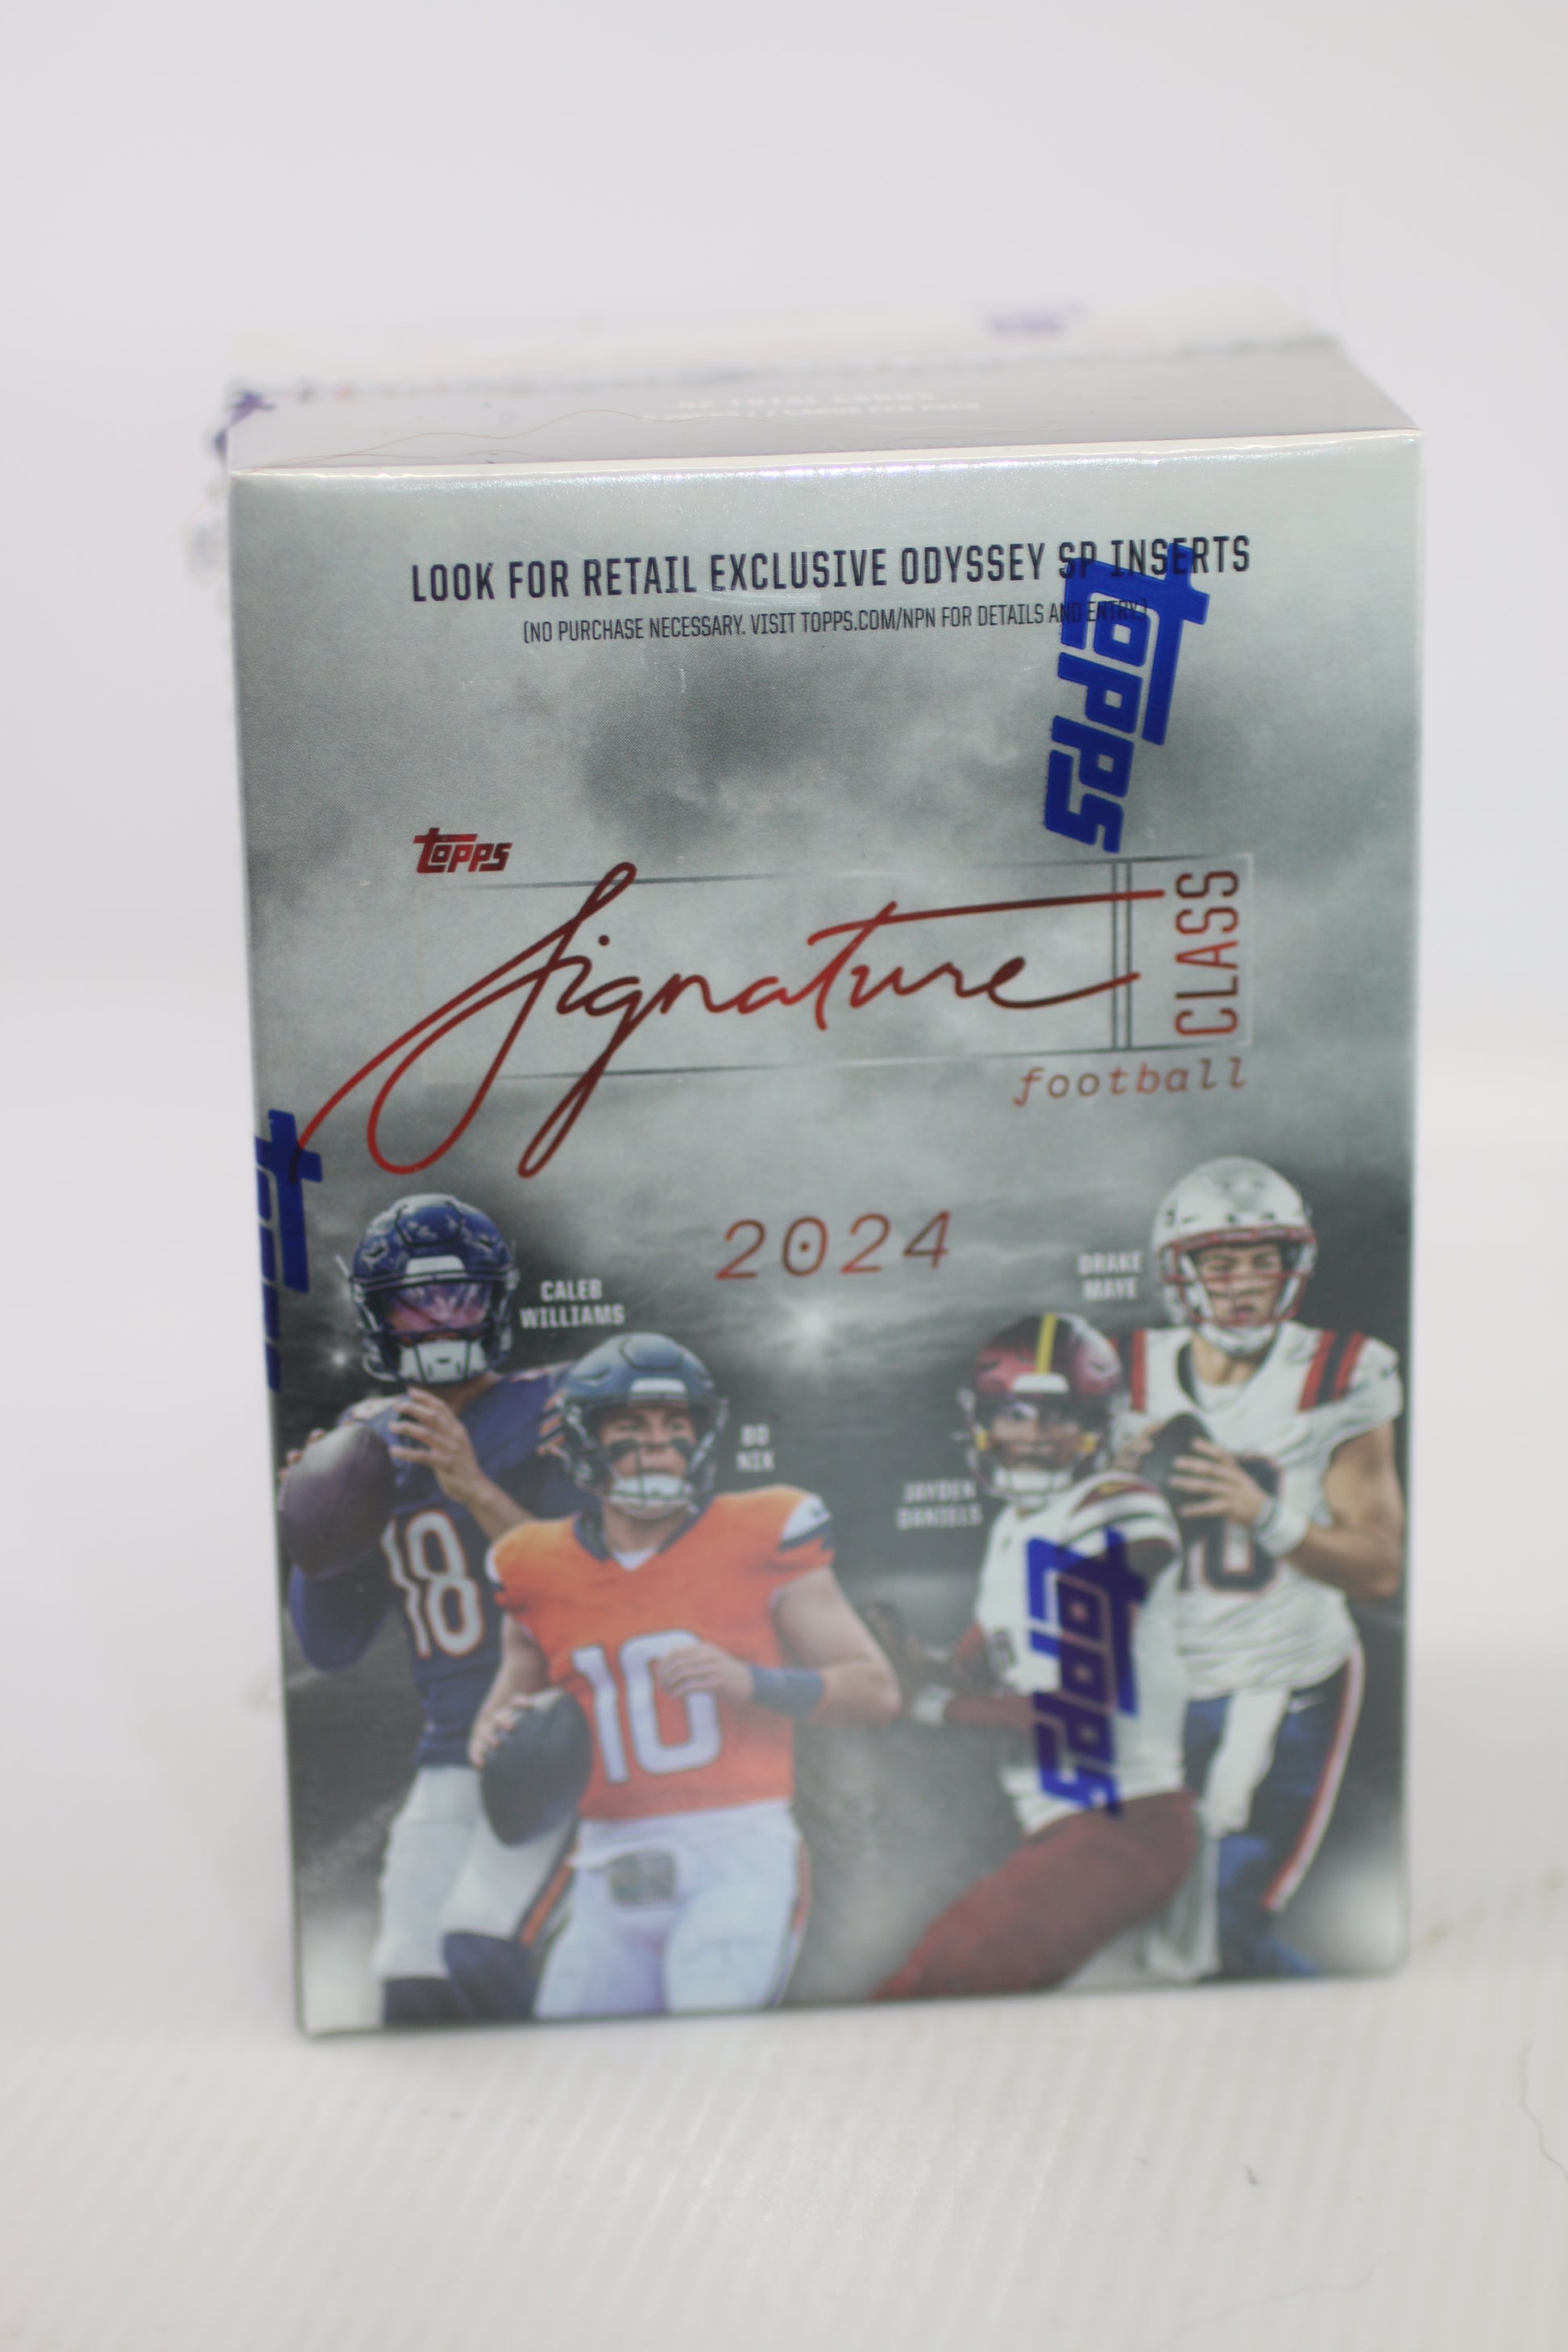 LOOK FOR RETAIL EXCLUSIVE ODYSSEY SP INSERTS
(NO PURCHASE NECESSARY. VISIT TOPPS.COM/NPN FOR DETAILS AND ENTRY)
topps
topps
Signature
CLASS
football
2024
CALEB
WILLIAMS
DRAKE
MAYE
BO
NIX
JAYDEN
DANIELS
18
10
10
topps